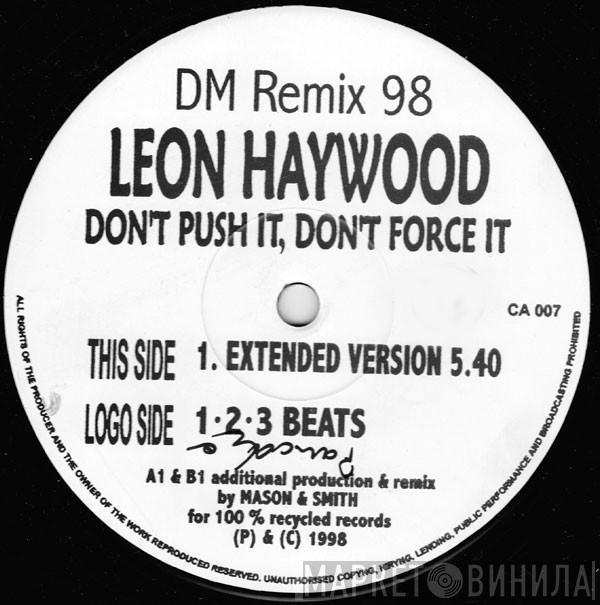 DM Remix 98
LEON HAYWOOD
DON'T PUSH IT, DON'T FORCE IT
CA 007
THIS SIDE 1. EXTENDED VERSION 5.40
LOGO SIDE 1·2·3 BEATS
A1 & B1 additional production & remix
by MASON & SMITH
for 100 % recycled records
(P) & (C) 1998
ALL RIGHTS OF THE PRODUCER AND THE OWNER OF THE WORK REPRODUCED RESERVED. UNAUTHORISED COPYING, HIRING, LENDING, PUBLIC PERFORMANCE AND BROADCASTING PROHIBITED
МАРКЕТ ВИНИЛА